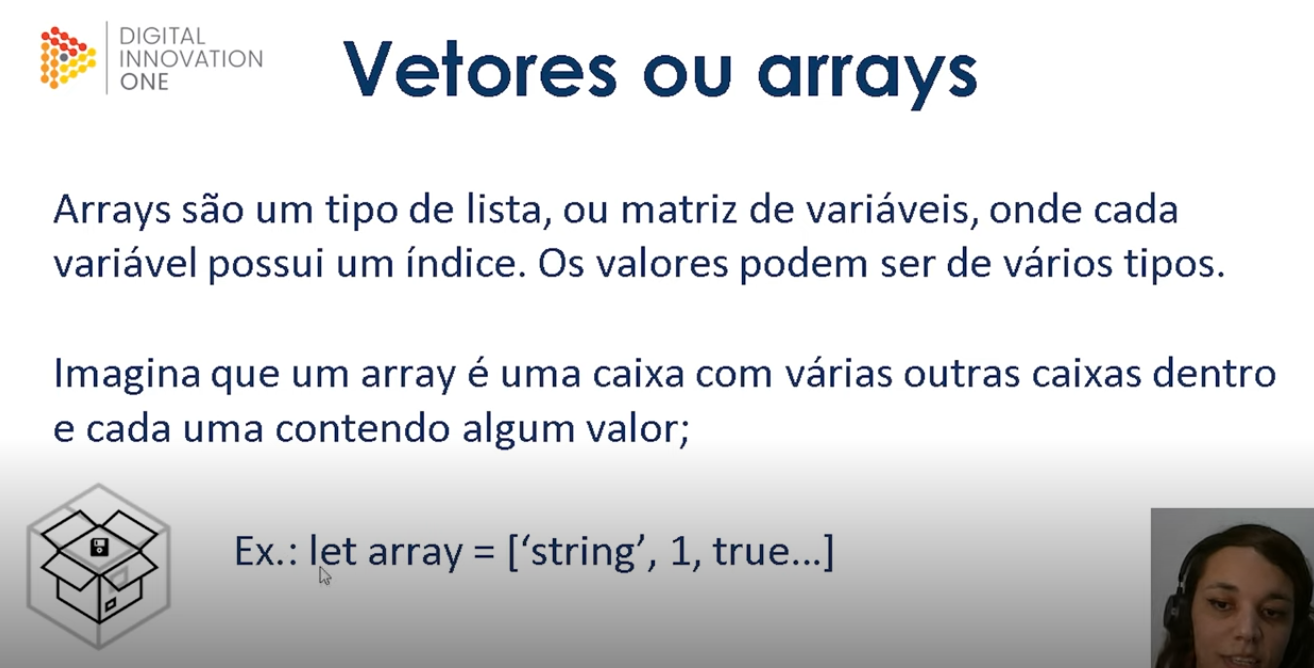 DIGITAL
INNOVATION
ONE
Vetores ou arrays
Arrays são um tipo de lista, ou matriz de variáveis, onde cada
variável possui um índice. Os valores podem ser de vários tipos.
Imagina que um array é uma caixa com várias outras caixas dentro
e cada uma contendo algum valor;
Ex.: let array = [‘string’, 1, true...]